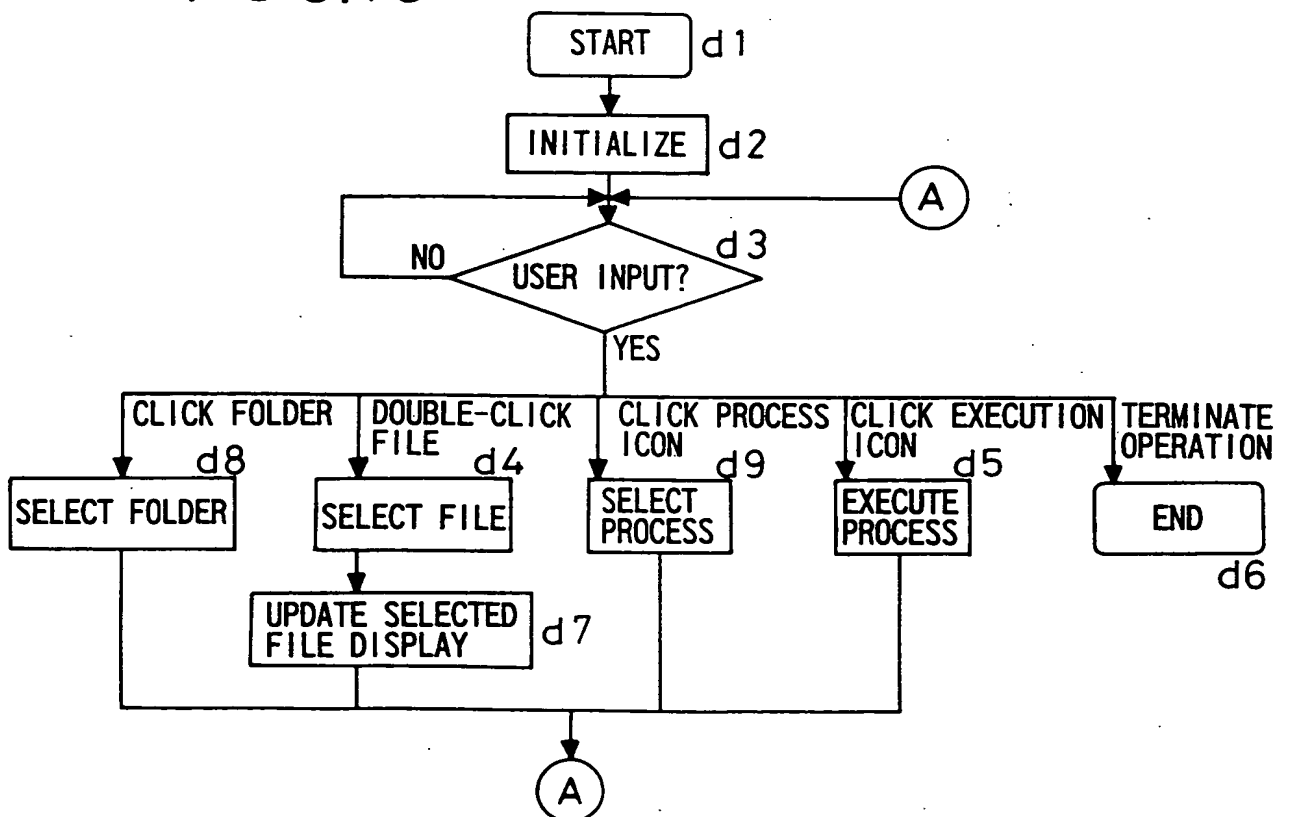 START d1
INITIALIZE d2
A
d3
NO
USER INPUT?
YES
CLICK FOLDER
DOUBLE-CLICK
FILE
CLICK PROCESS
ICON
CLICK EXECUTION
ICON
TERMINATE
OPERATION
d8
SELECT FOLDER
d4
SELECT FILE
d9
SELECT
PROCESS
d5
EXECUTE
PROCESS
END
d6
UPDATE SELECTED
FILE DISPLAY
d7
A